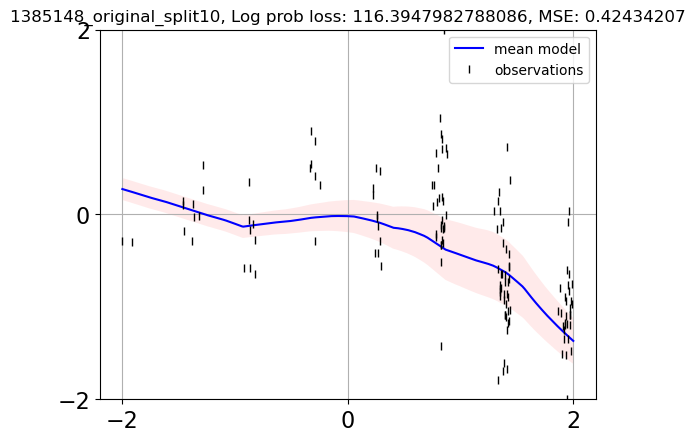 1385148_original_split10, Log prob loss: 116.3947982788086, MSE: 0.42434207
2
mean model
observations
0
−2
−2
0
2